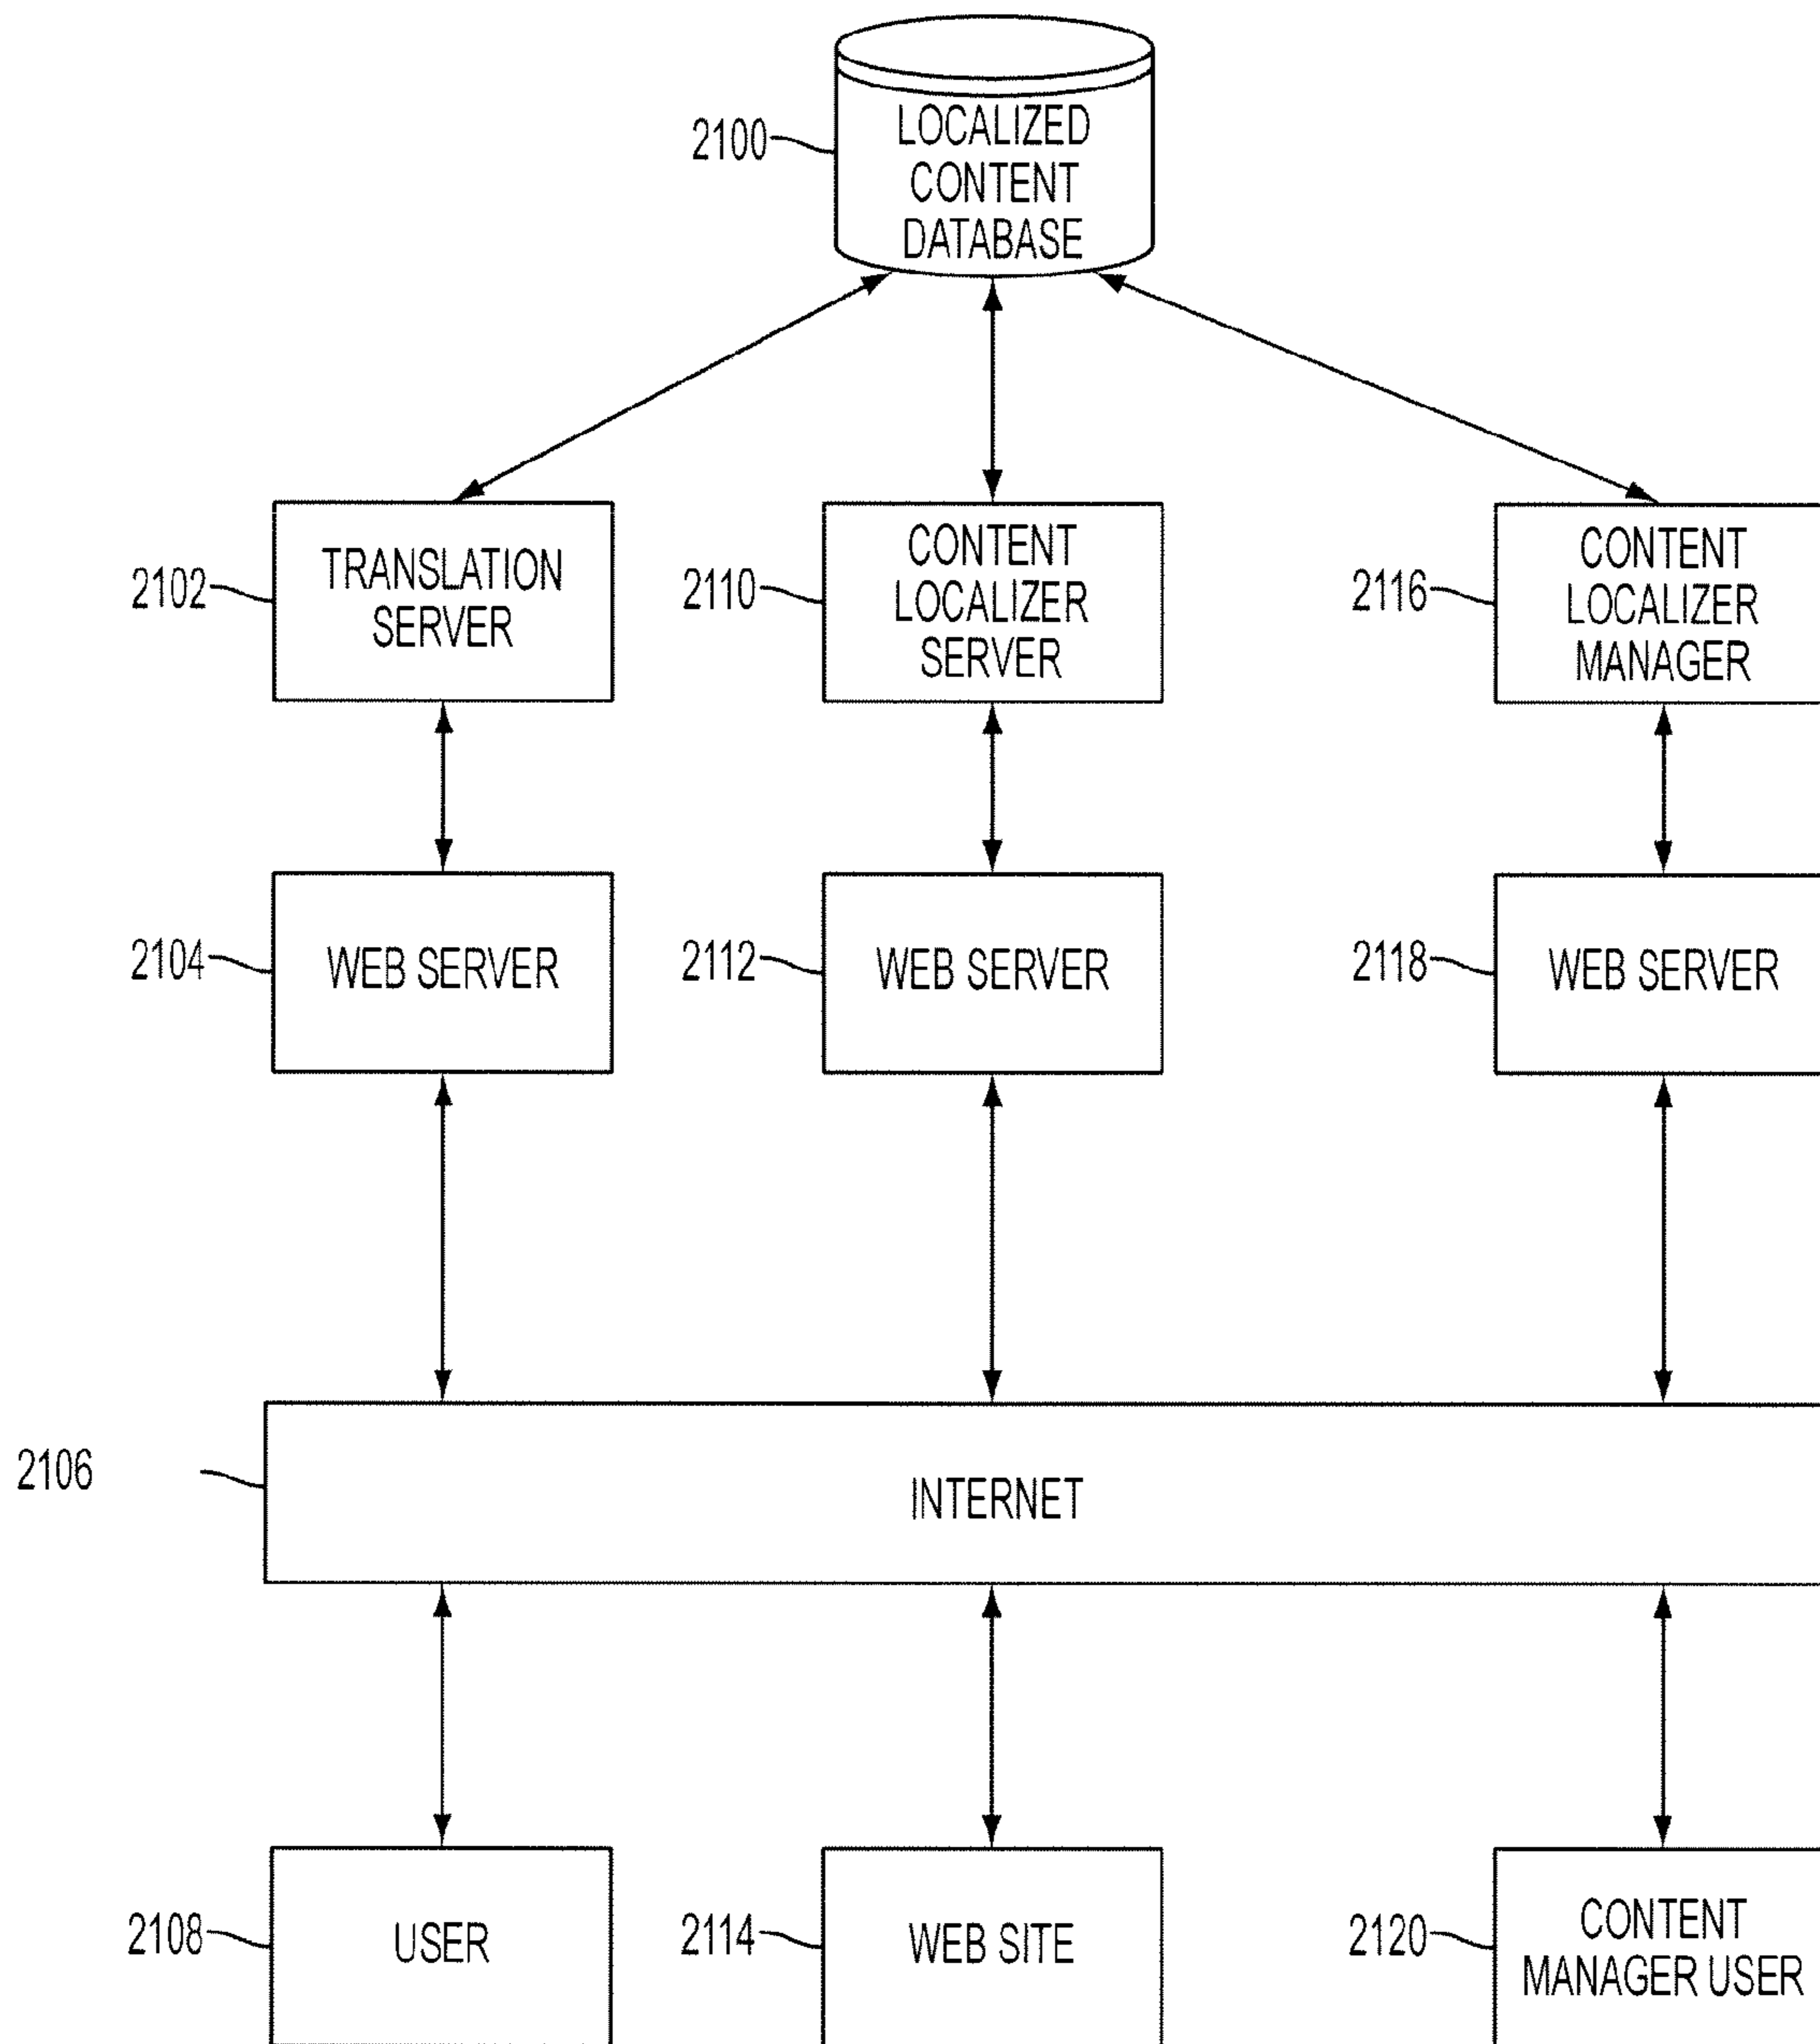 2100
LOCALIZED
CONTENT
DATABASE
2102
TRANSLATION
SERVER
2110
CONTENT
LOCALIZER
SERVER
2116
CONTENT
LOCALIZER
MANAGER
2104
WEB SERVER
2112
WEB SERVER
2118
WEB SERVER
2106
INTERNET
2108
USER
2114
WEB SITE
2120
CONTENT
MANAGER USER